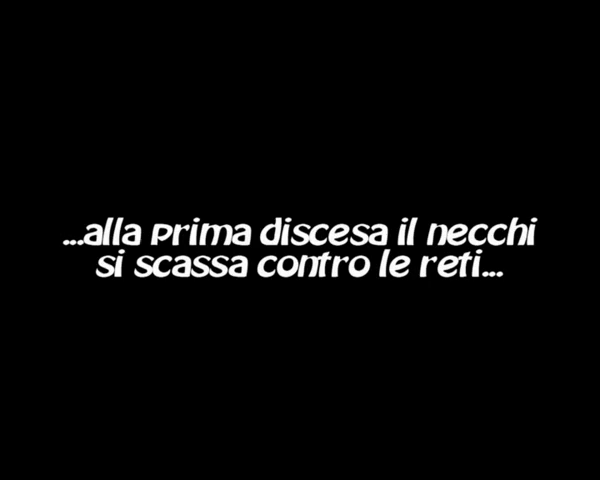 ...alla prima discesa il necchi
si scassa contro le reti...